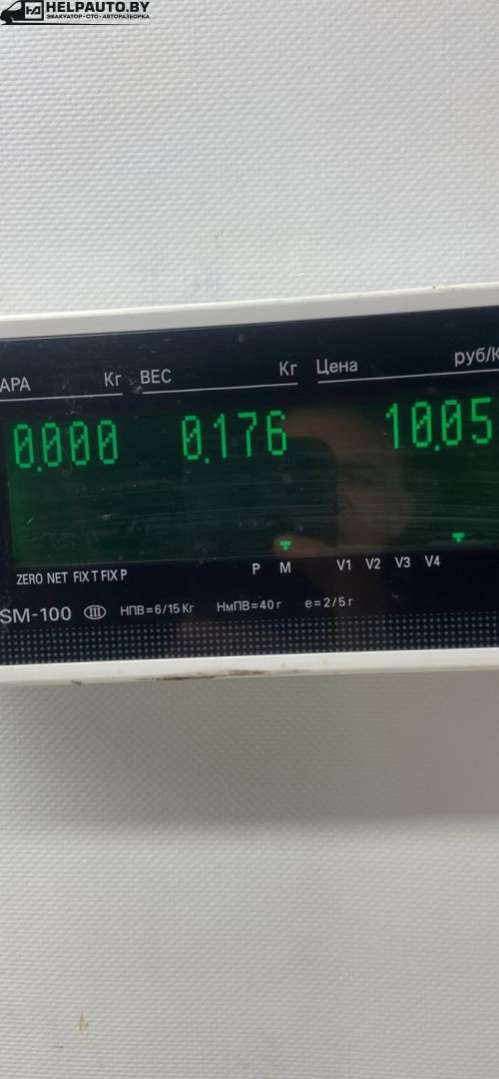 HELPAUTO.BY
ЭВАКУАТОР·СТО·АВТОРАЗБОРКА
АРА Кг ВЕС Кг Цена руб/К
0.000 0.176 10.05
ZERO NET FIX T FIX P P M V1 V2 V3 V4
SM-100 III НПВ=6/15 Кг НмПВ=40 г e=2/5 г